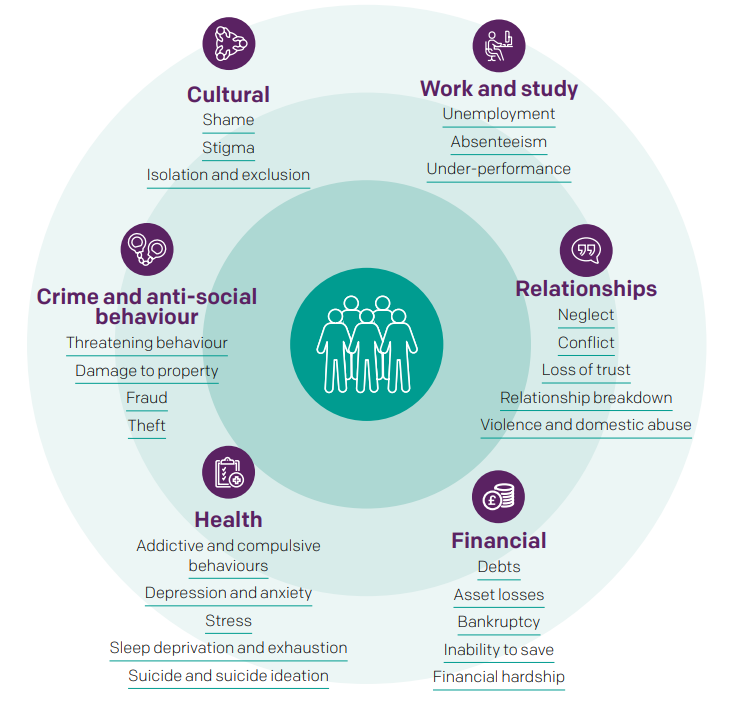 Cultural
Shame
Stigma
Isolation and exclusion
Work and study
Unemployment
Absenteeism
Under-performance
Crime and anti-social
behaviour
Threatening behaviour
Damage to property
Fraud
Theft
Relationships
Neglect
Conflict
Loss of trust
Relationship breakdown
Violence and domestic abuse
Health
Addictive and compulsive
behaviours
Depression and anxiety
Stress
Sleep deprivation and exhaustion
Suicide and suicide ideation
£
Financial
Debts
Asset losses
Bankruptcy
Inability to save
Financial hardship